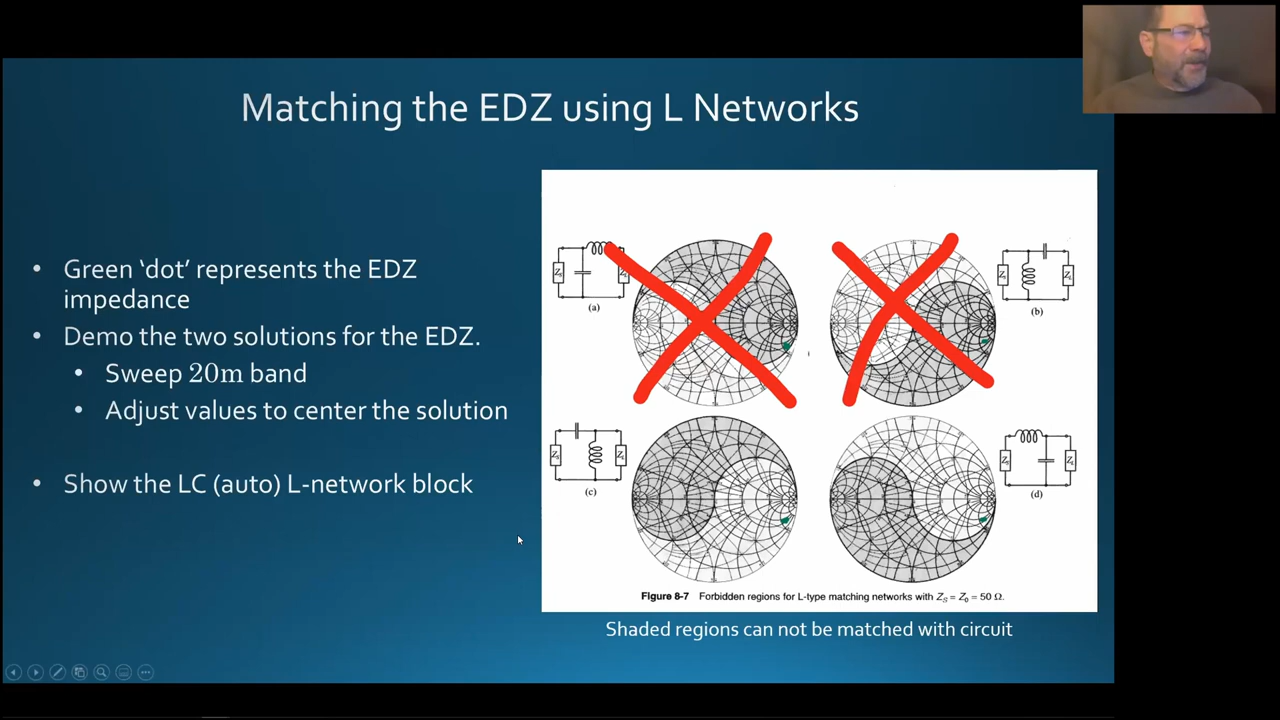 Matching the EDZ using L Networks
• Green ‘dot’ represents the EDZ
impedance
• Demo the two solutions for the EDZ.
• Sweep 20m band
• Adjust values to center the solution
• Show the LC (auto) L-network block
(a)
(b)
(c)
(d)
Figure 8-7 Forbidden regions for L-type matching networks with Zₛ = Z₀ = 50 Ω.
Shaded regions can not be matched with circuit